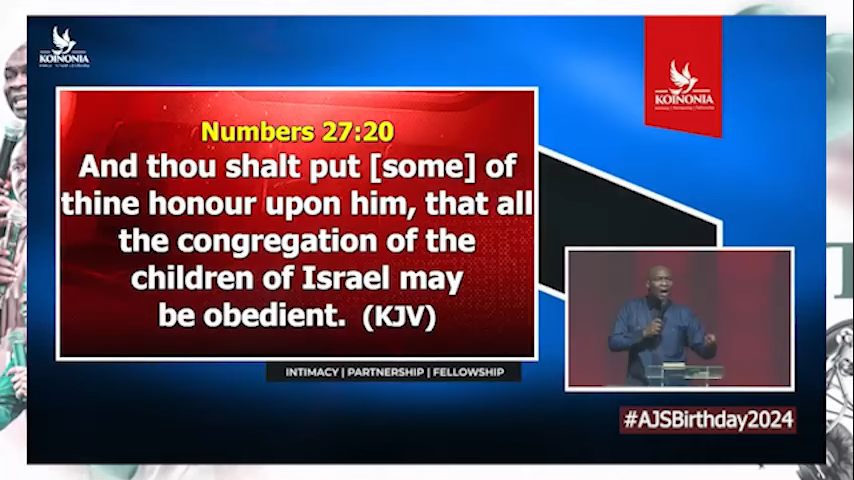 KOINONIA
KOINONIA
Numbers 27:20
And thou shalt put [some] of
thine honour upon him, that all
the congregation of the
children of Israel may
be obedient. (KJV)
INTIMACY | PARTNERSHIP | FELLOWSHIP
#AJSBirthday2024